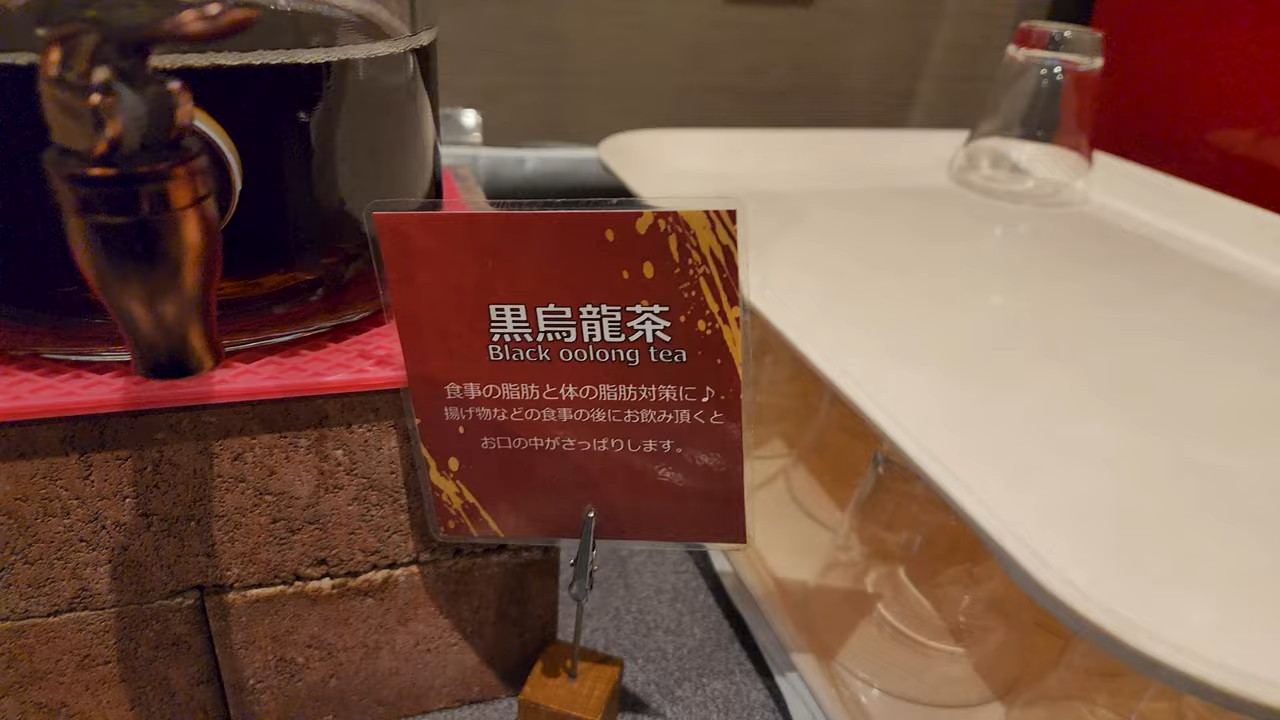 黒烏龍茶
Black oolong tea
食事の脂肪と体の脂肪対策に♪
揚げ物などの食事の後にお飲み頂くと
お口の中がさっぱりします。